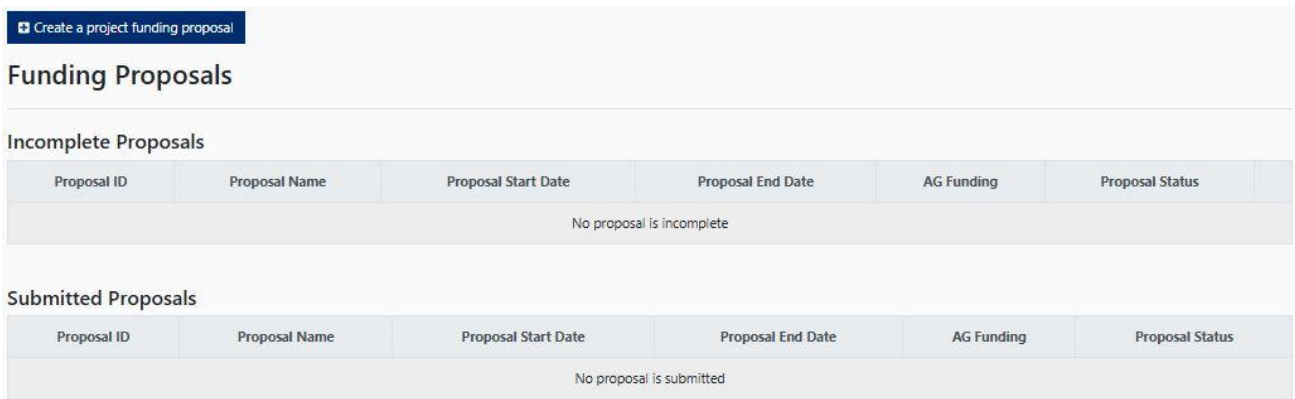 Create a project funding proposal
Funding Proposals
Incomplete Proposals
Proposal ID Proposal Name Proposal Start Date Proposal End Date AG Funding Proposal Status
No proposal is incomplete
Submitted Proposals
Proposal ID Proposal Name Proposal Start Date Proposal End Date AG Funding Proposal Status
No proposal is submitted